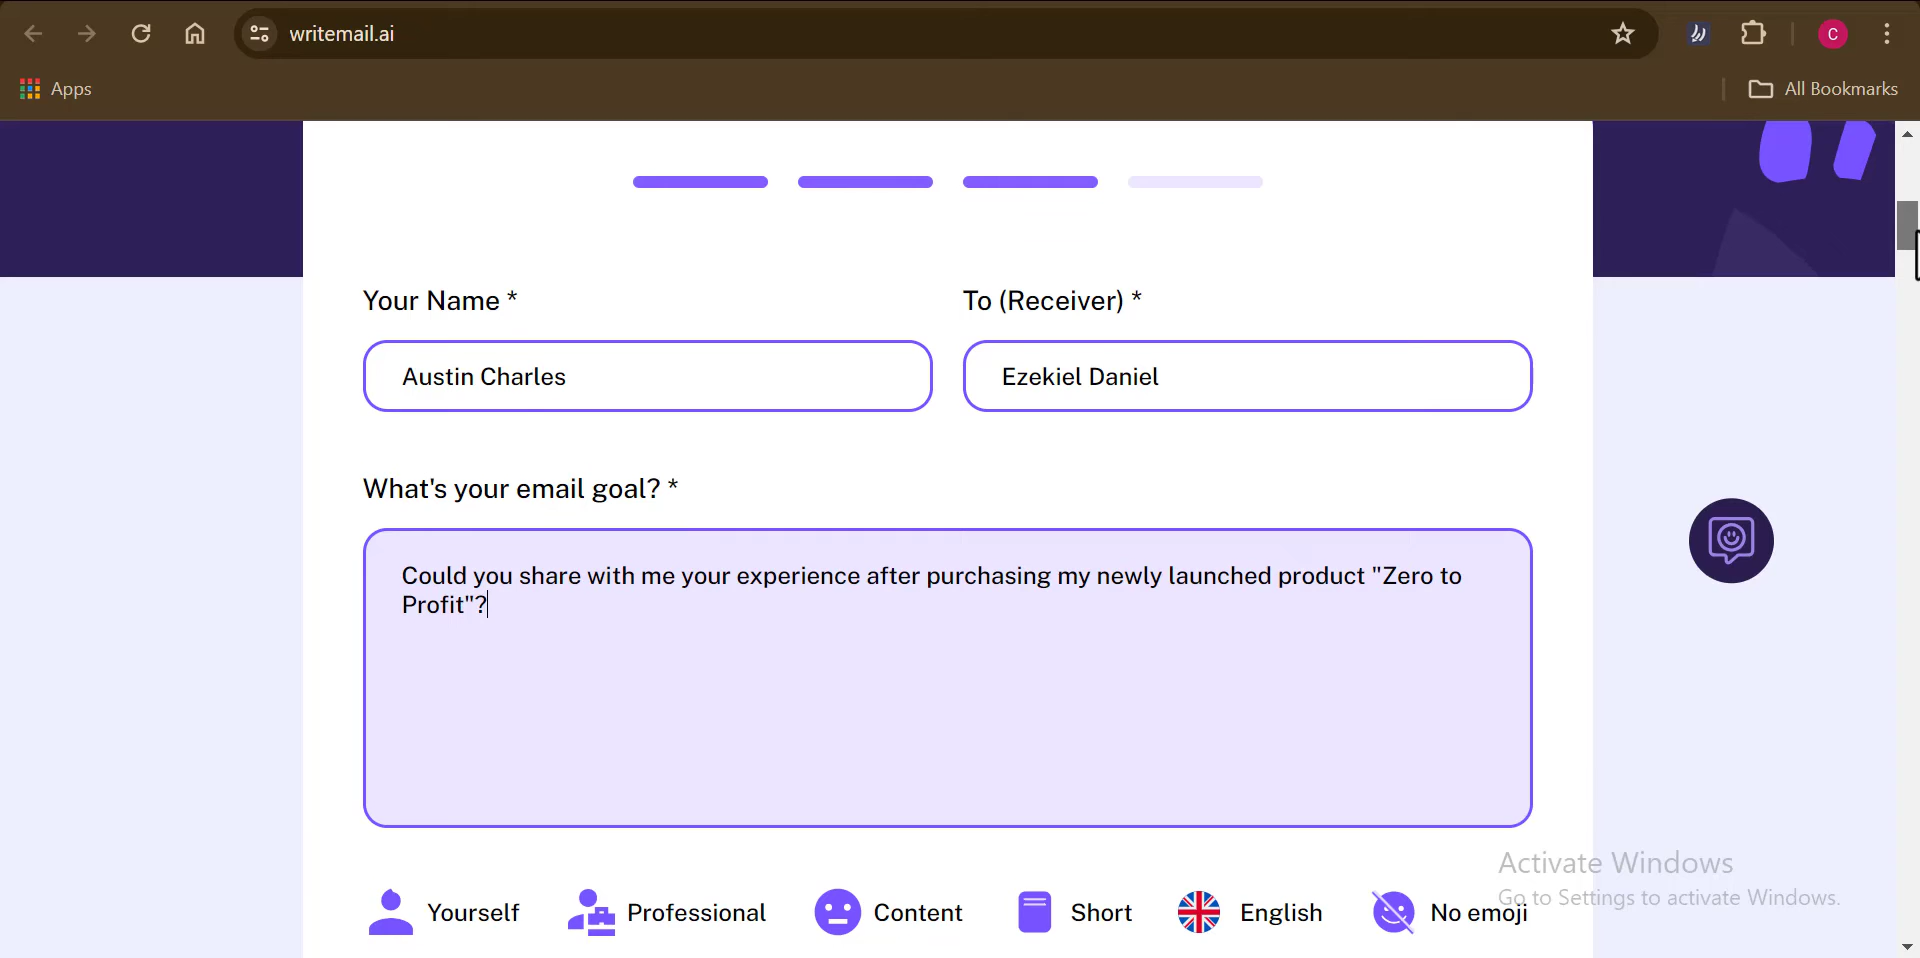 writemail.ai
C
Apps
All Bookmarks
Your Name *
To (Receiver) *
Austin Charles
Ezekiel Daniel
What's your email goal? *
Could you share with me your experience after purchasing my newly launched product "Zero to
Profit"?
Activate Windows
Go to Settings to activate Windows.
Yourself
Professional
Content
Short
English
No emoji